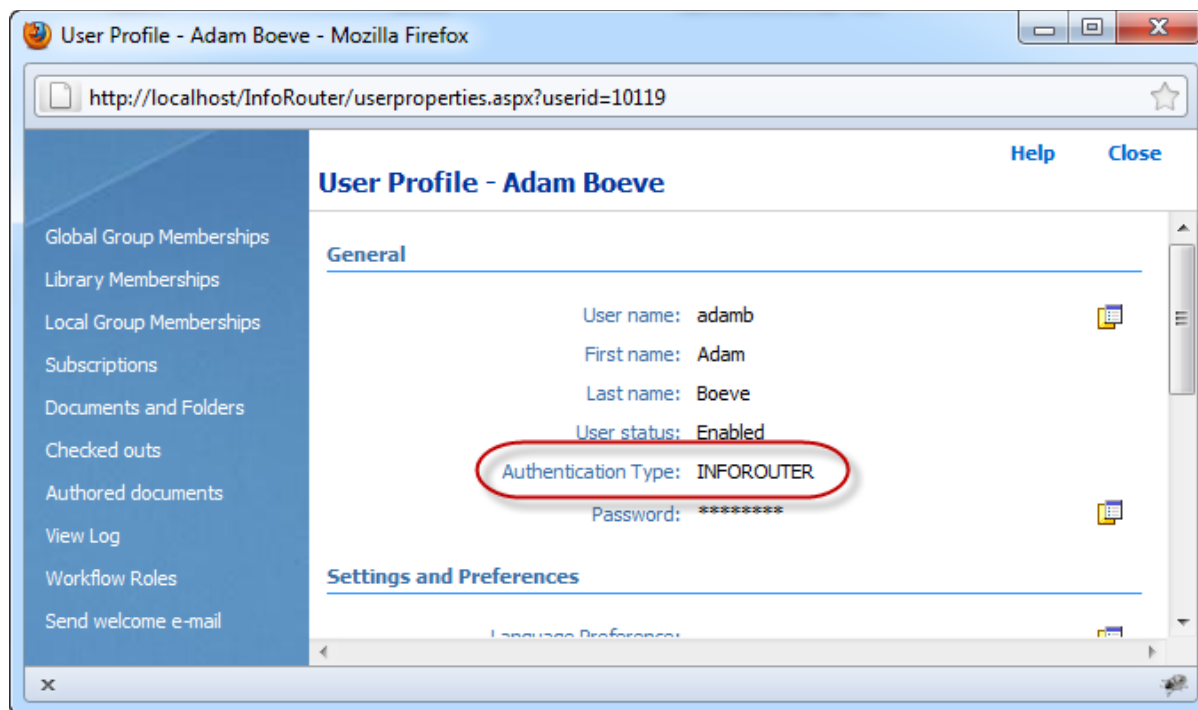 User Profile - Adam Boeve - Mozilla Firefox
http://localhost/InfoRouter/userproperties.aspx?userid=10119
Help Close
User Profile - Adam Boeve
Global Group Memberships
Library Memberships
Local Group Memberships
Subscriptions
Documents and Folders
Checked outs
Authored documents
View Log
Workflow Roles
Send welcome e-mail
General
User name: adamb
First name: Adam
Last name: Boeve
User status: Enabled
Authentication Type: INFOROUTER
Password: ********
Settings and Preferences
Language Preference: